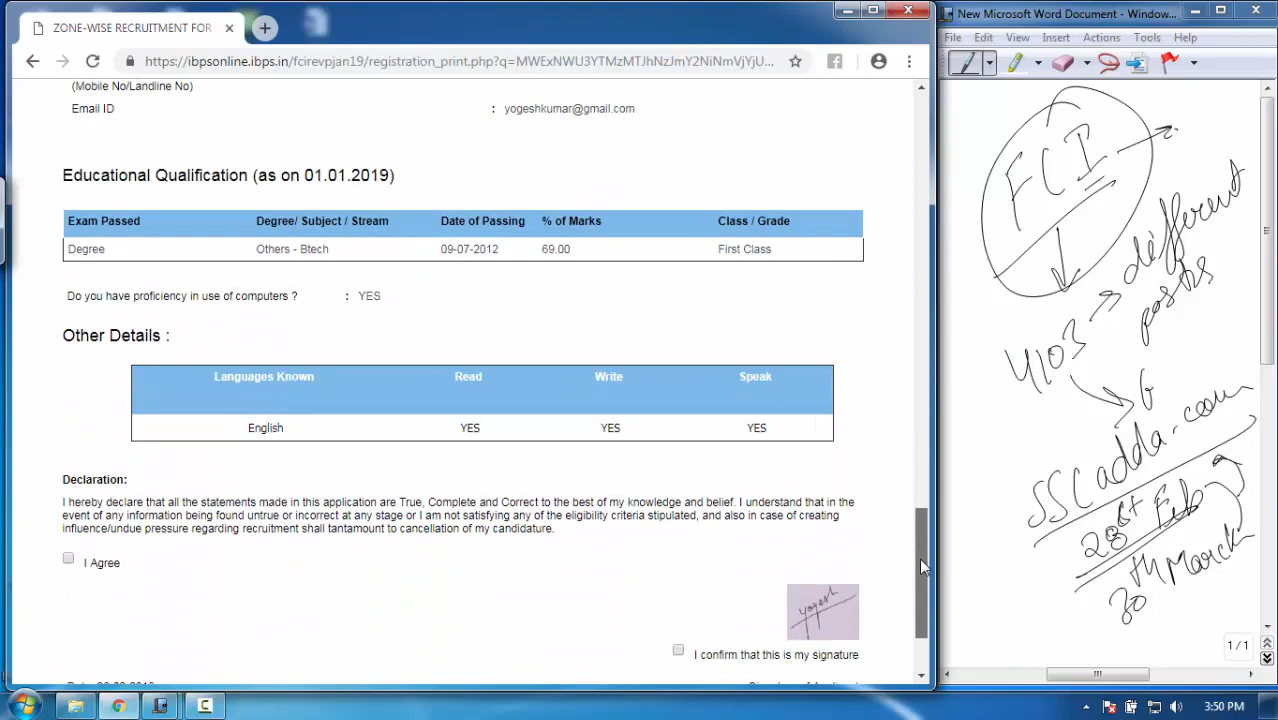 ZONE-WISE RECRUITMENT FOR
New Microsoft Word Document - Window...
https://ibpsonline.ibps.in/fcinvpjan19/registration_print.php?q=MWExNWU3YTMzMTJhNzJmY2NiNmVjYjU...
File Edit View Insert Actions Tools Help
(Mobile No/Landline No)
Email ID : yogeshkumar@gmail.com
Educational Qualification (as on 01.01.2019)
Exam Passed Degree/ Subject / Stream Date of Passing % of Marks Class / Grade
Degree Others - Btech 09-07-2012 69.00 First Class
Do you have proficiency in use of computers ? : YES
Other Details :
Languages Known Read Write Speak
English YES YES YES
Declaration:
I hereby declare that all the statements made in this application are True, Complete and Correct to the best of my knowledge and belief. I understand that in the
event of any information being found untrue or incorrect at any stage or I am not satisfying any of the eligibility criteria stipulated, and also in case of creating
influence/undue pressure regarding recruitment shall tantamount to cancellation of my candidature.
I Agree
yogesh
I confirm that this is my signature
FCI
different
posts
4103
SSCadda.com
28st Feb
30th March
1 / 1
3:50 PM